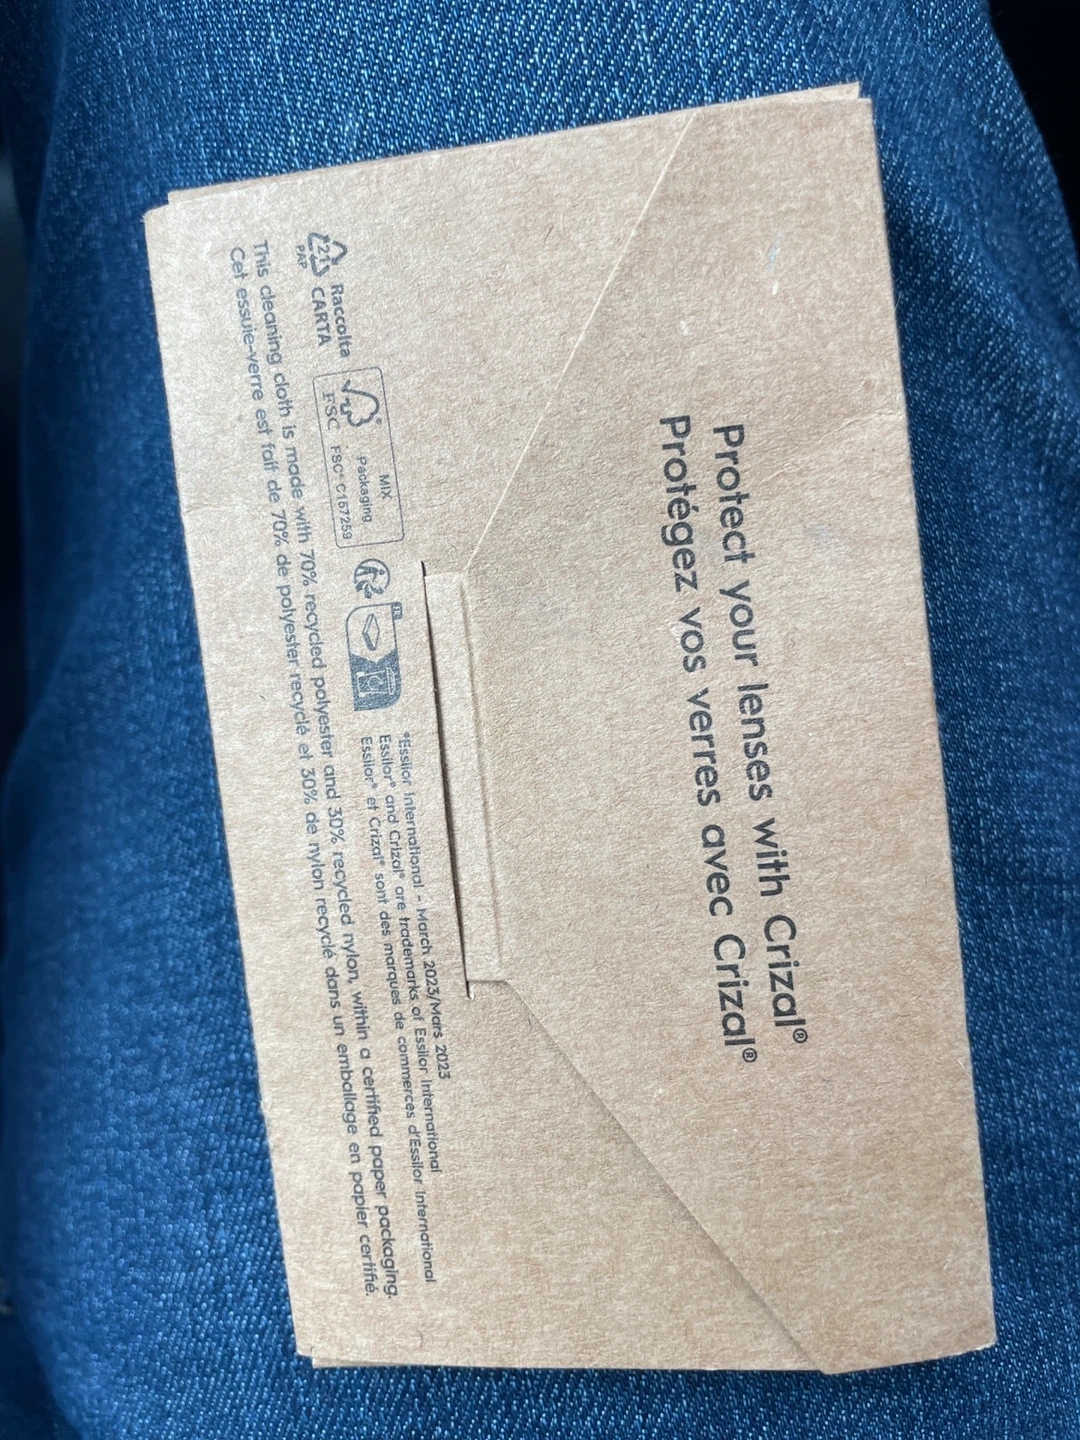 Protect your lenses with Crizal®
Protégez vos verres avec Crizal®
°Essilor International - March 2023/Mars 2023
Essilor® and Crizal® are trademarks of Essilor International
Essilor® et Crizal® sont des marques de commerces d'Essilor International
21
PAP
Raccolta
CARTA
FSC
MIX
Packaging
FSC® C157259
FR
This cleaning cloth is made with 70% recycled polyester and 30% recycled nylon, within a certified paper packaging.
Cet essuie-verre est fait de 70% de polyester recyclé et 30% de nylon recyclé dans un emballage en papier certifié.